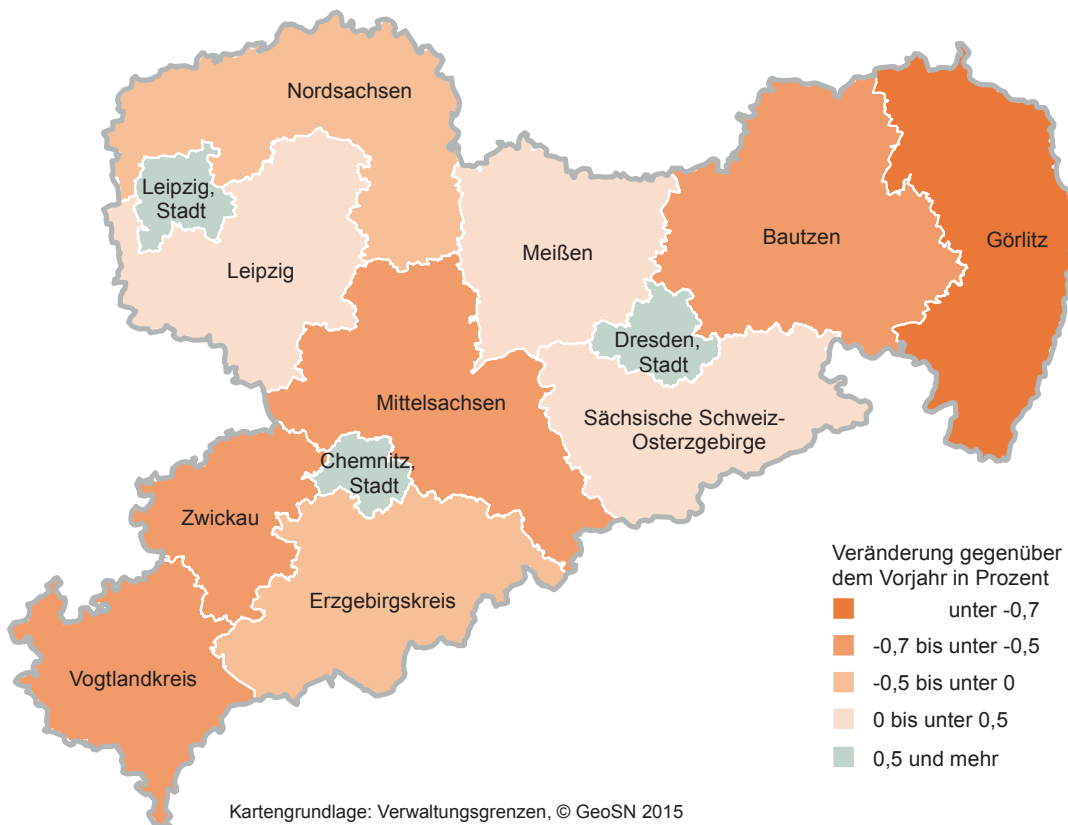 Nordsachsen
Leipzig,
Stadt
Leipzig
Meißen
Bautzen
Görlitz
Dresden,
Stadt
Mittelsachsen
Sächsische Schweiz-
Osterzgebirge
Chemnitz,
Stadt
Zwickau
Erzgebirgskreis
Vogtlandkreis
Veränderung gegenüber
dem Vorjahr in Prozent
unter -0,7
-0,7 bis unter -0,5
-0,5 bis unter 0
0 bis unter 0,5
0,5 und mehr
Kartengrundlage: Verwaltungsgrenzen, © GeoSN 2015